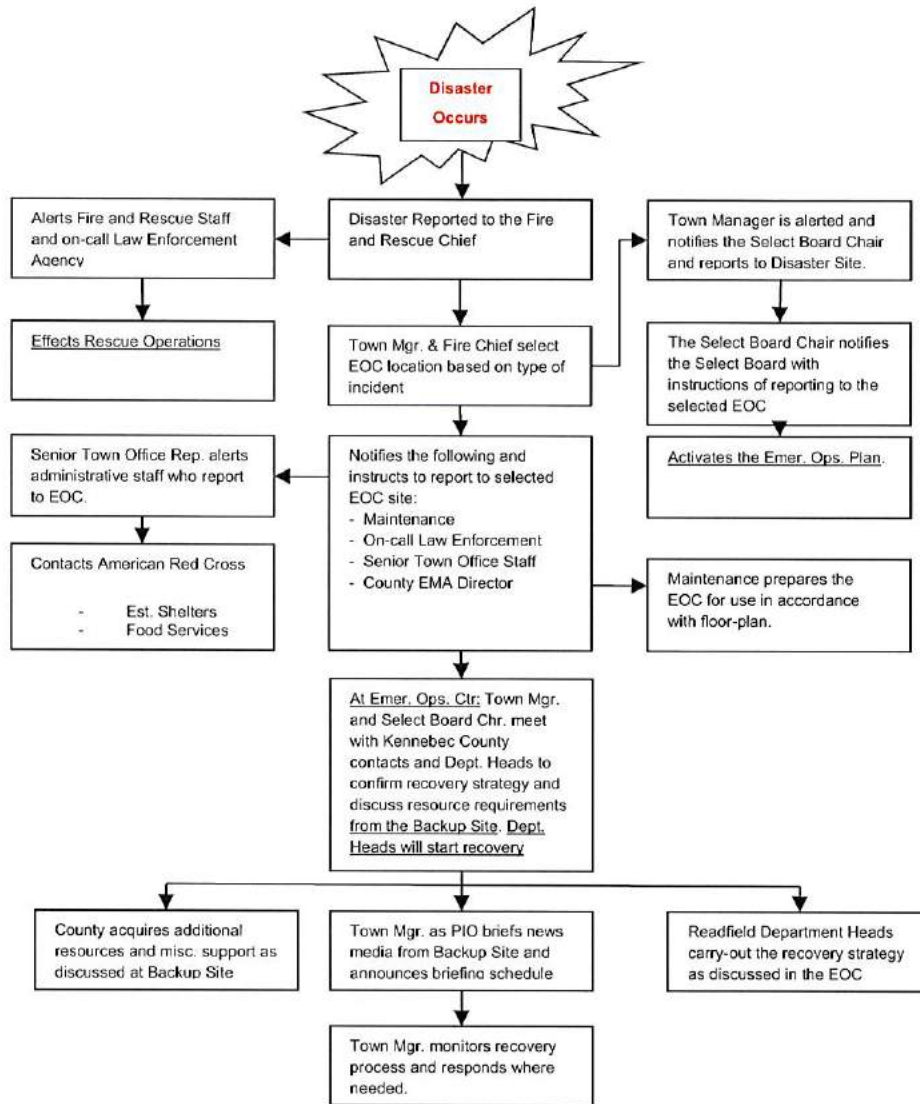 Disaster
Occurs
Alerts Fire and Rescue Staff
and on-call Law Enforcement
Agency
Disaster Reported to the Fire
and Rescue Chief
Town Manager is alerted and
notifies the Select Board Chair
and reports to Disaster Site.
Effects Rescue Operations
Town Mgr. & Fire Chief select
EOC location based on type of
incident
The Select Board Chair notifies
the Select Board with
instructions of reporting to the
selected EOC
Activates the Emer. Ops. Plan.
Senior Town Office Rep. alerts
administrative staff who report
to EOC.
Notifies the following and
instructs to report to selected
EOC site:
- Maintenance
- On-call Law Enforcement
- Senior Town Office Staff
- County EMA Director
Contacts American Red Cross
- Est. Shelters
- Food Services
Maintenance prepares the
EOC for use in accordance
with floor-plan.
At Emer. Ops. Ctr: Town Mgr.
and Select Board Chr. meet
with Kennebec County
contacts and Dept. Heads to
confirm recovery strategy and
discuss resource requirements
from the Backup Site. Dept.
Heads will start recovery
County acquires additional
resources and misc. support as
discussed at Backup Site
Town Mgr. as PIO briefs news
media from Backup Site and
announces briefing schedule
Readfield Department Heads
carry-out the recovery strategy
as discussed in the EOC
Town Mgr. monitors recovery
process and responds where
needed.